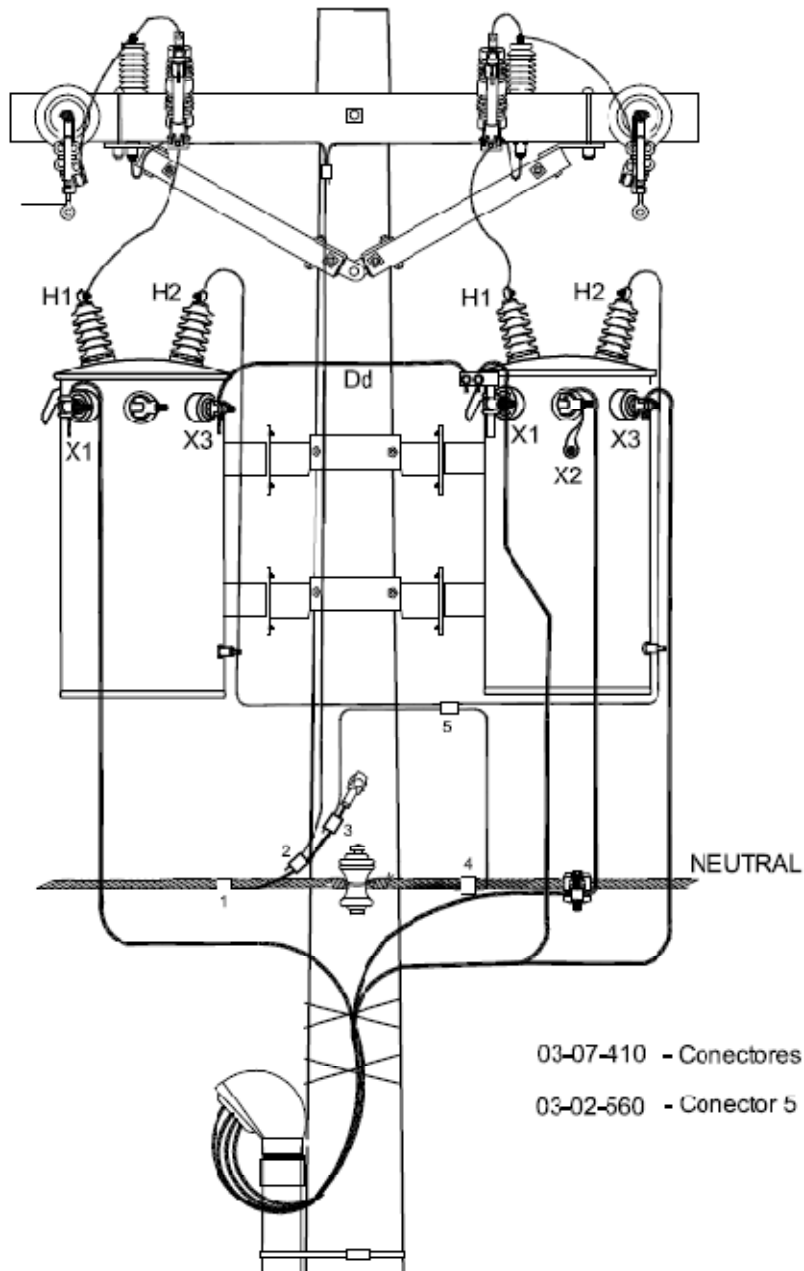 H1
H2
H1
H2
Dd
X1
X3
X1
X2
X3
5
3
2
4
NEUTRAL
1
03-07-410 - Conectores
03-02-560 - Conector 5